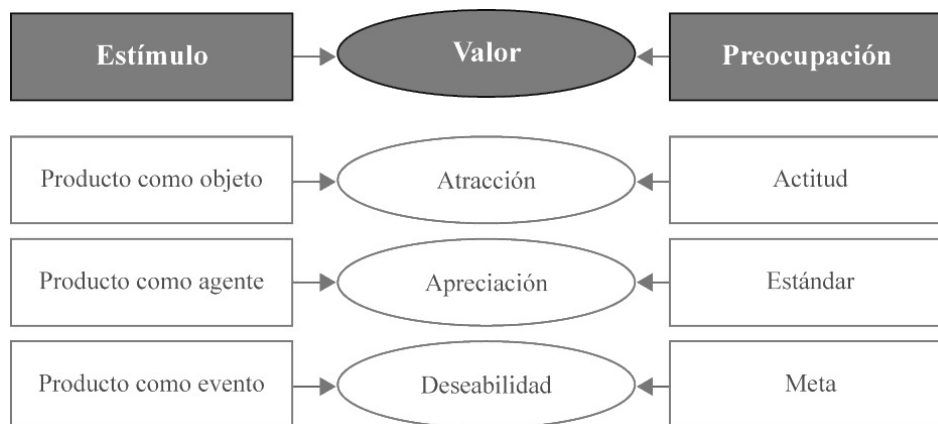 Estímulo
Valor
Preocupación
Producto como objeto
Atracción
Actitud
Producto como agente
Apreciación
Estándar
Producto como evento
Deseabilidad
Meta